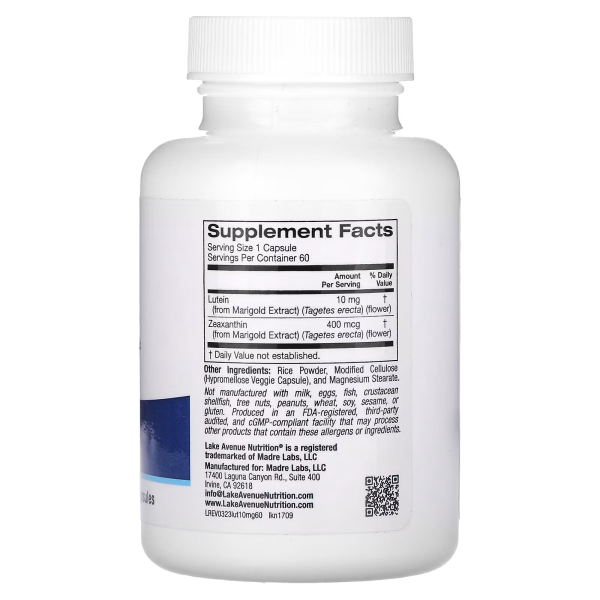 Supplement Facts
Serving Size 1 Capsule
Servings Per Container 60
Amount Per Serving % Daily Value
Lutein 10 mg †
(from Marigold Extract) (Tagetes erecta) (flower)
Zeaxanthin 400 mcg †
(from Marigold Extract) (Tagetes erecta) (flower)
† Daily Value not established.
Other Ingredients: Rice Powder, Modified Cellulose
(Hypromellose Veggie Capsule), and Magnesium Stearate.
Not manufactured with milk, eggs, fish, crustacean
shellfish, tree nuts, peanuts, wheat, soy, sesame, or
gluten. Produced in an FDA-registered, third-party
audited, and cGMP-compliant facility that may process
other products that contain these allergens or ingredients.
Lake Avenue Nutrition® is a registered
trademark of Madre Labs, LLC
Manufactured for: Madre Labs, LLC
17400 Laguna Canyon Rd., Suite 400
Irvine, CA 92618
info@LakeAvenueNutrition.com
www.LakeAvenueNutrition.com
LREV0323lut10mg60 lkn1709